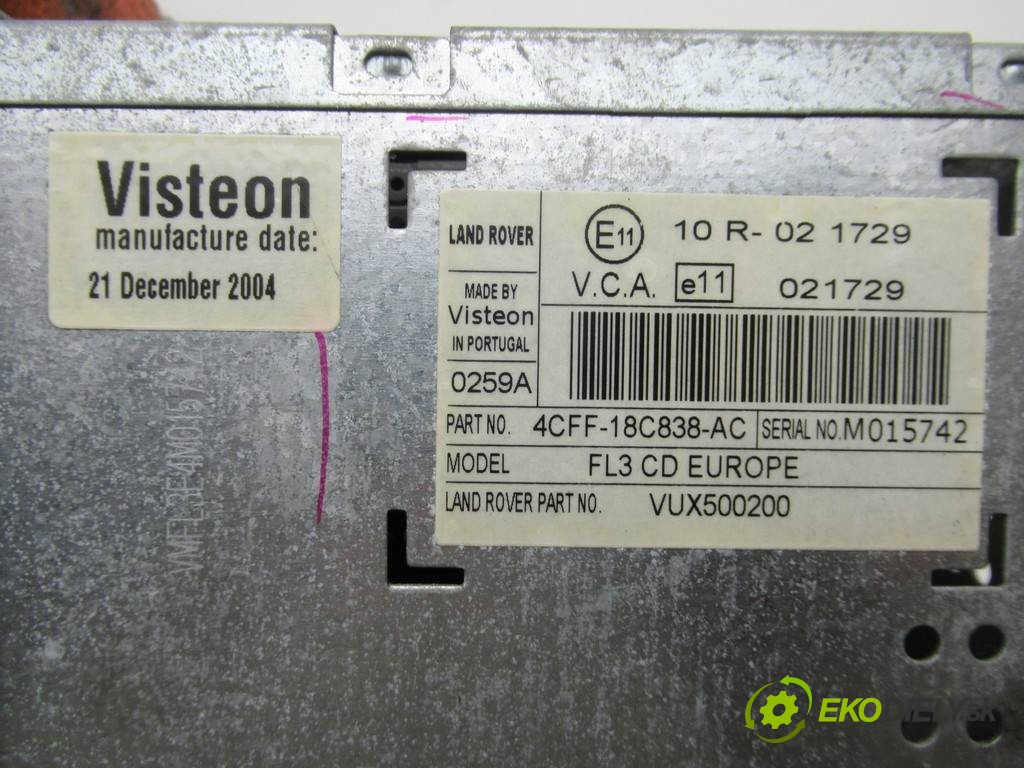 Visteon
manufacture date:
21 December 2004
LAND ROVER
E11 10 R- 02 1729
V.C.A. e11 021729
MADE BY
Visteon
IN PORTUGAL
0259A
PART NO. 4CFF-18C838-AC SERIAL NO. M015742
MODEL FL3 CD EUROPE
LAND ROVER PART NO. VUX500200
EKO